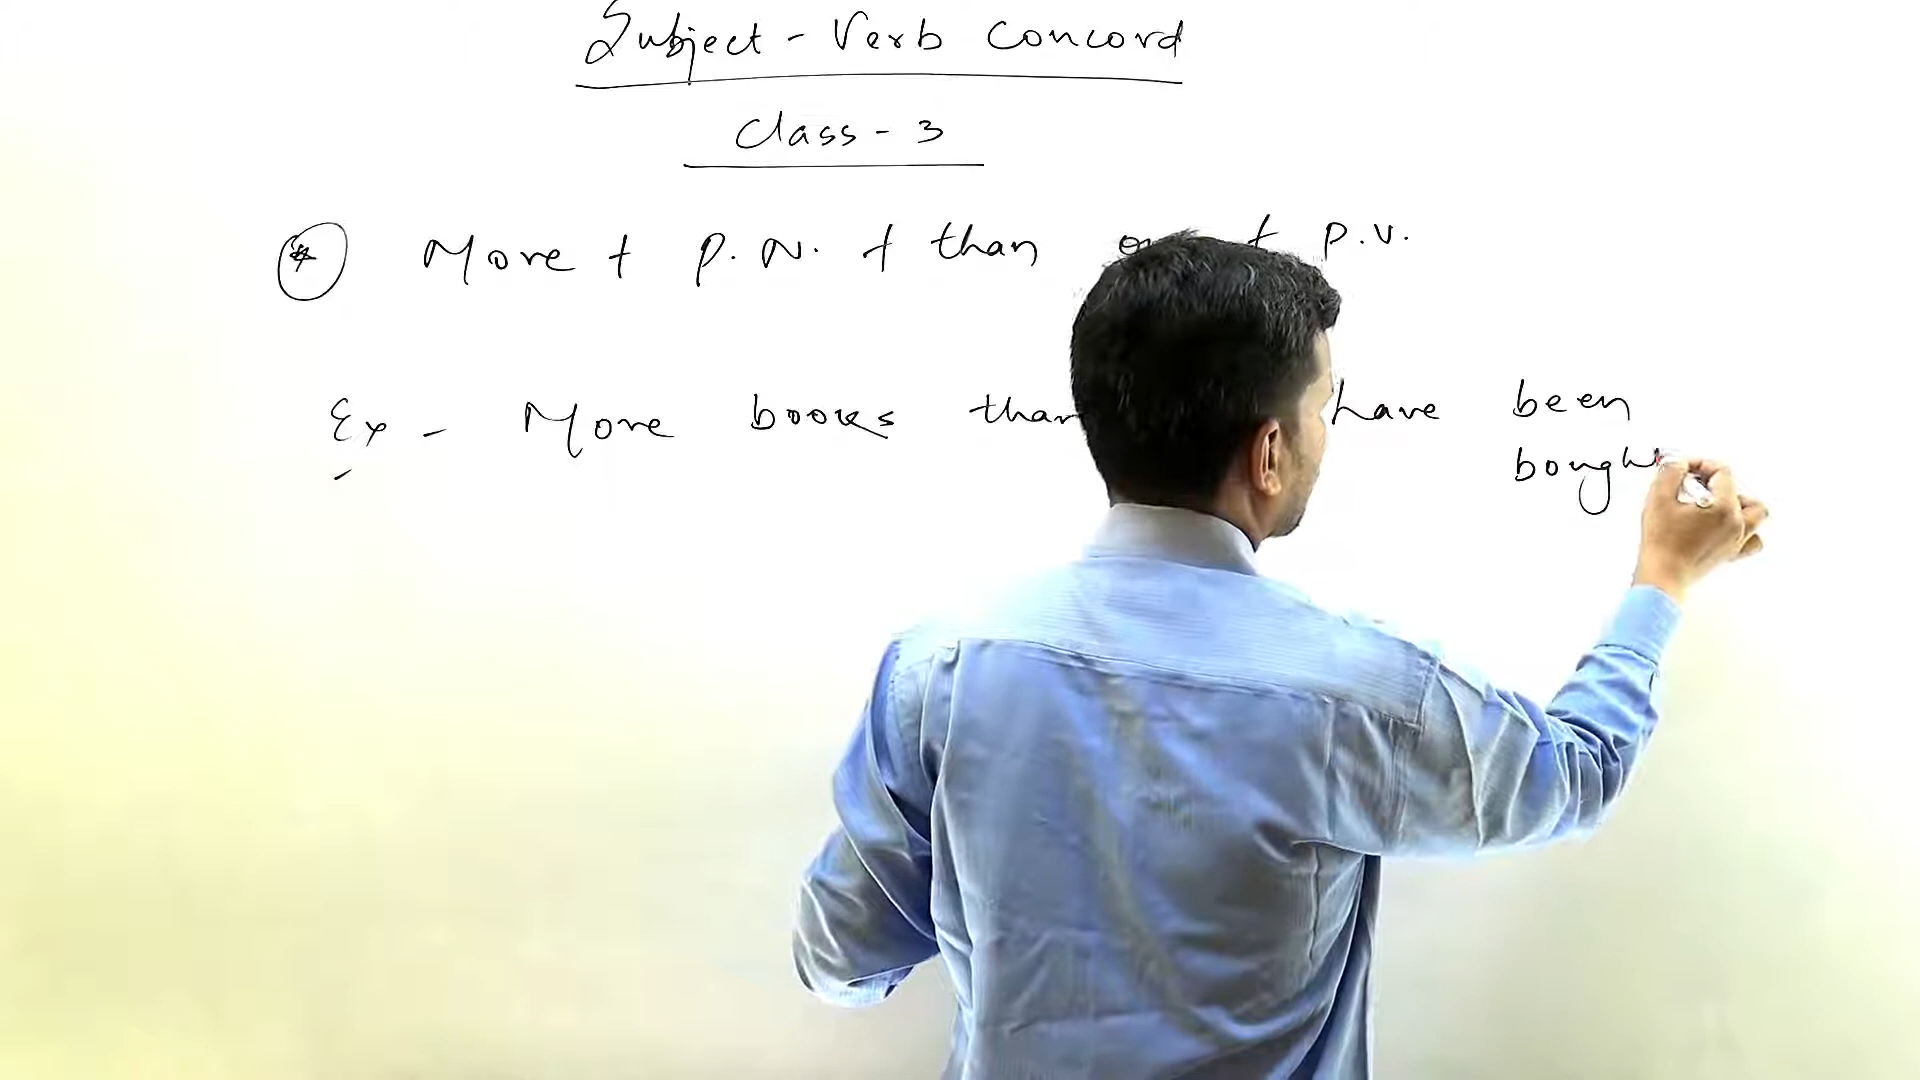 Subject - Verb Concord
Class - 3
* More + P. N. + than + P.V.
Ex - More books than have been
bough